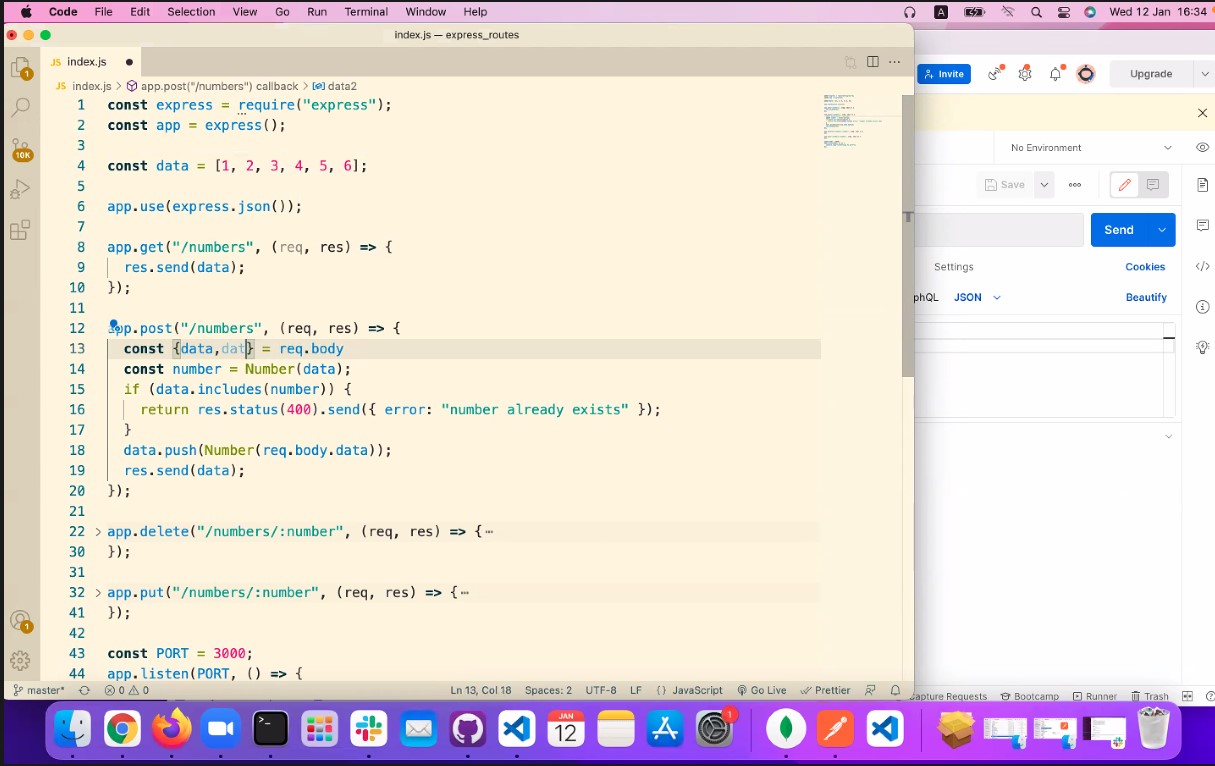 Code File Edit Selection View Go Run Terminal Window Help
A
Wed 12 Jan 16:34
index.js — express_routes
JS index.js
JS index.js > app.post("/numbers") callback > data2
1 const express = require("express");
2 const app = express();
3
4 const data = [1, 2, 3, 4, 5, 6];
5
6 app.use(express.json());
7
8 app.get("/numbers", (req, res) => {
9 res.send(data);
10 });
11
12 app.post("/numbers", (req, res) => {
13 const {data,dat} = req.body
14 const number = Number(data);
15 if (data.includes(number)) {
16 return res.status(400).send({ error: "number already exists" });
17 }
18 data.push(Number(req.body.data));
19 res.send(data);
20 });
21
22 > app.delete("/numbers/:number", (req, res) => {⋯
30 });
31
32 > app.put("/numbers/:number", (req, res) => {⋯
41 });
42
43 const PORT = 3000;
44 app.listen(PORT, () => {
1
10K
1
master* 0 0 Ln 13, Col 18 Spaces: 2 UTF-8 LF {} JavaScript Go Live Prettier
Invite
Upgrade
No Environment
Save
Send
Settings
Cookies
phQL JSON
Beautify
</>
apture Requests Bootcamp Runner Trash
JAN
12
1